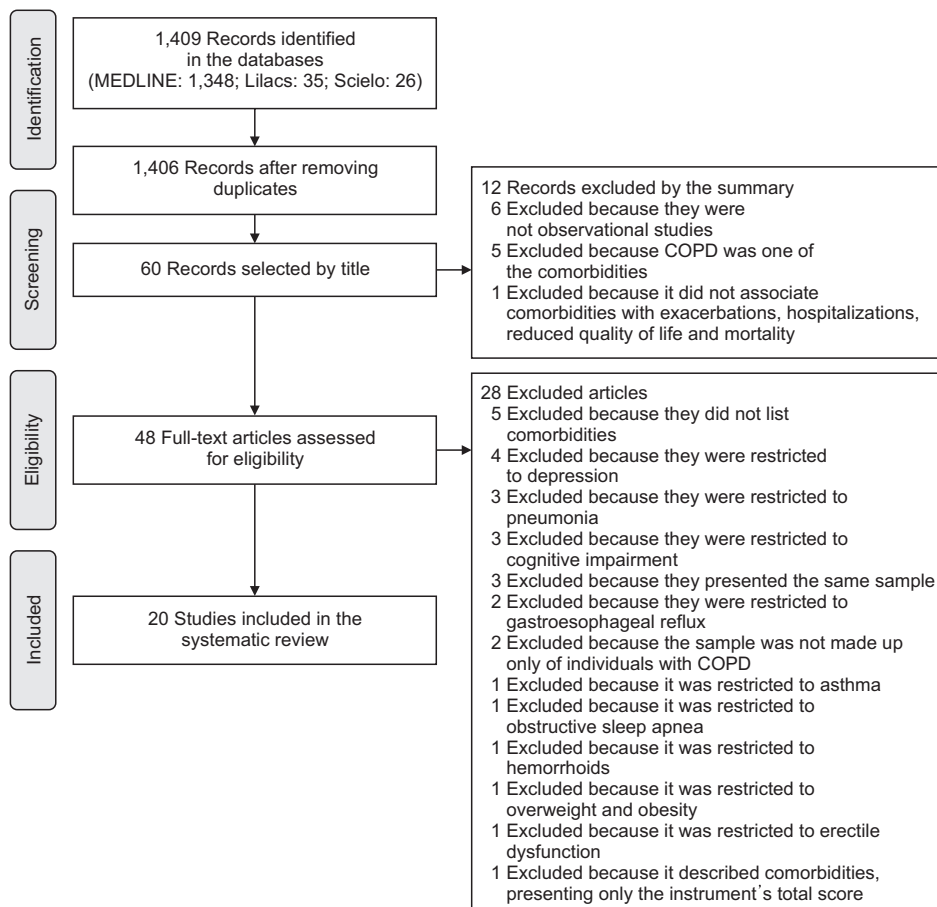 Identification
1,409 Records identified
in the databases
(MEDLINE: 1,348; Lilacs: 35; Scielo: 26)
1,406 Records after removing
duplicates
Screening
60 Records selected by title
12 Records excluded by the summary
6 Excluded because they were
not observational studies
5 Excluded because COPD was one of
the comorbidities
1 Excluded because it did not associate
comorbidities with exacerbations, hospitalizations,
reduced quality of life and mortality
Eligibility
48 Full-text articles assessed
for eligibility
28 Excluded articles
5 Excluded because they did not list
comorbidities
4 Excluded because they were restricted
to depression
3 Excluded because they were restricted to
pneumonia
3 Excluded because they were restricted to
cognitive impairment
3 Excluded because they presented the same sample
2 Excluded because they were restricted to
gastroesophageal reflux
2 Excluded because the sample was not made up
only of individuals with COPD
1 Excluded because it was restricted to asthma
1 Excluded because it was restricted to
obstructive sleep apnea
1 Excluded because it was restricted to
hemorrhoids
1 Excluded because it was restricted to
overweight and obesity
1 Excluded because it was restricted to erectile
dysfunction
1 Excluded because it described comorbidities,
presenting only the instrument's total score
Included
20 Studies included in the
systematic review